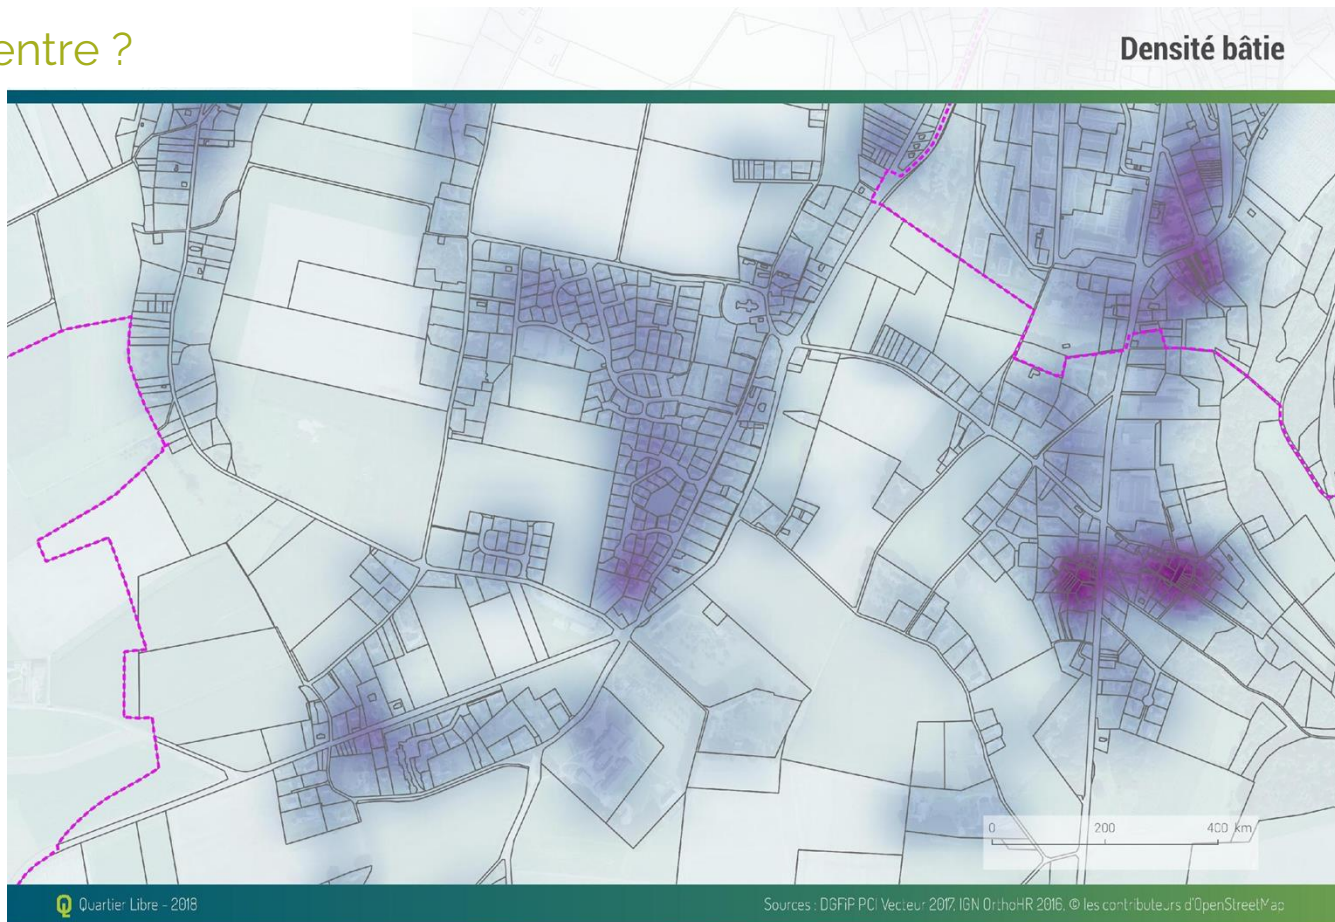 entre ?
Densité bâtie
0 200 400 km
Quartier Libre - 2018
Sources : DGFiP PCI Vecteur 2017, IGN OrthoHR 2016, © les contributeurs d'OpenStreetMap